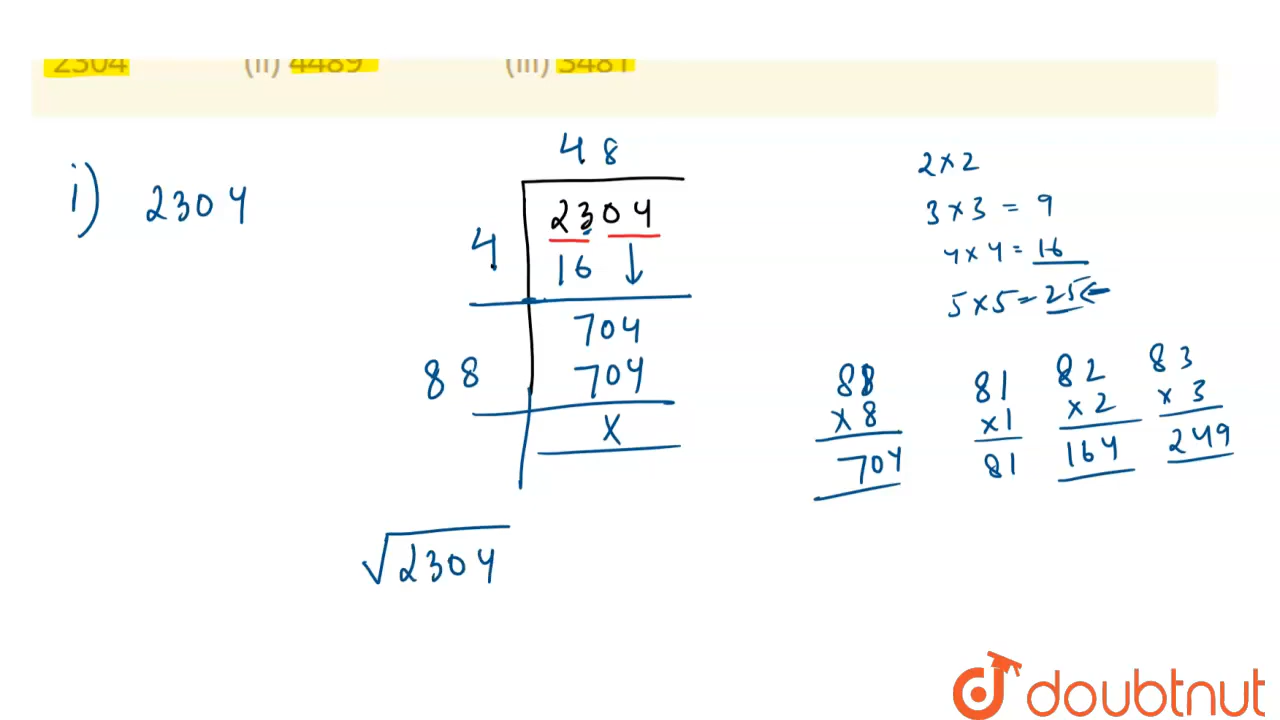 2304 (ii) 4489 (iii) 3481
i) 2304
48
4 2304
16 ↓
704
88 704
x
√2304
2×2
3×3 = 9
4×4 = 16
5×5 = 25
88 81 82 83
×8 ×1 ×2 × 3
704 81 164 249
doubtnut